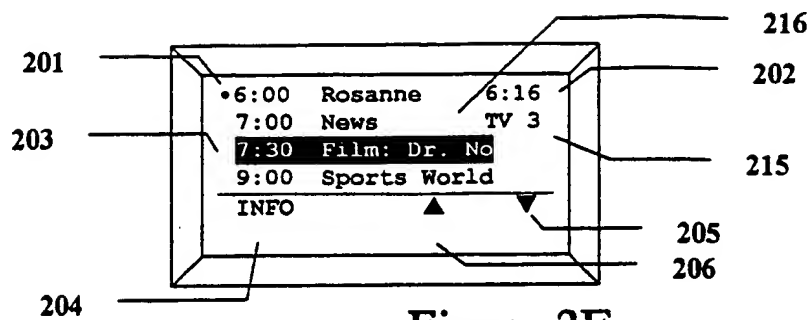 216
201
202
•6:00 Rosanne 6:16
7:00 News TV 3
203
7:30 Film: Dr. No
215
9:00 Sports World
INFO ▲ ▼
205
206
204